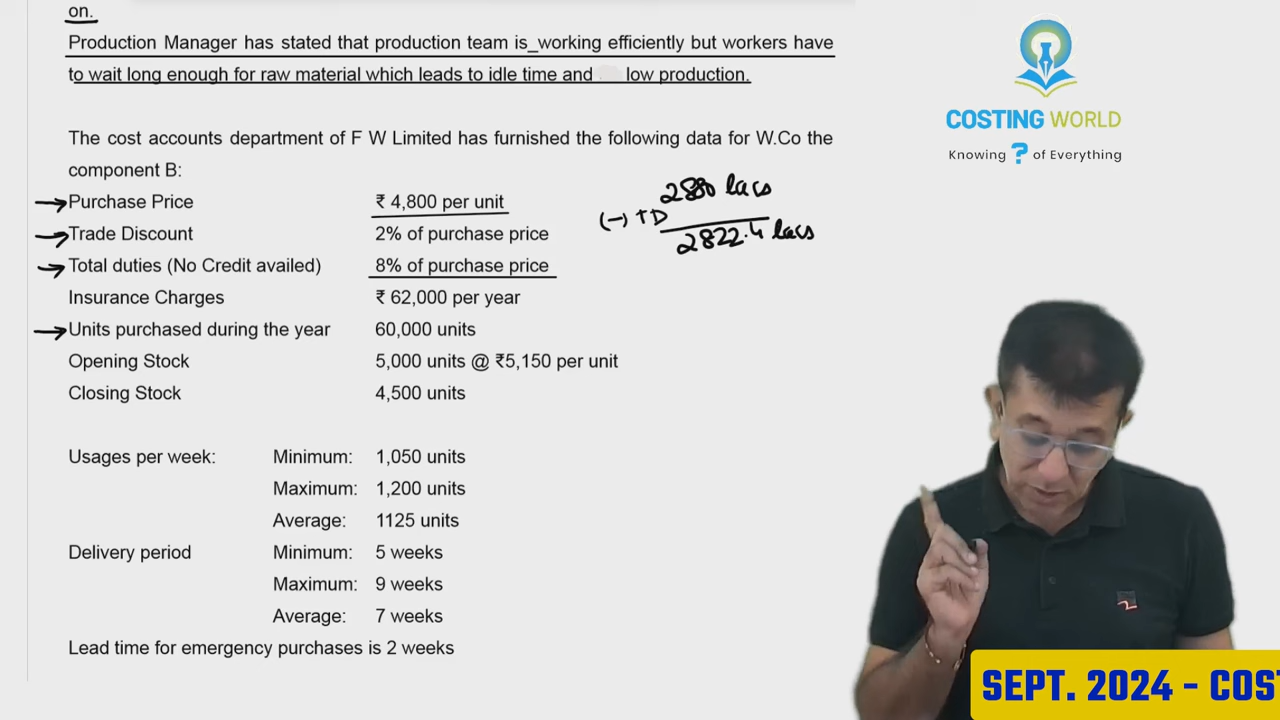 on.
Production Manager has stated that production team is_working efficiently but workers have
to wait long enough for raw material which leads to idle time and low production.
The cost accounts department of F W Limited has furnished the following data for W.Co the
component B:
Purchase Price ₹ 4,800 per unit
Trade Discount 2% of purchase price
Total duties (No Credit availed) 8% of purchase price
Insurance Charges ₹ 62,000 per year
Units purchased during the year 60,000 units
Opening Stock 5,000 units @ ₹5,150 per unit
Closing Stock 4,500 units
Usages per week: Minimum: 1,050 units
Maximum: 1,200 units
Average: 1125 units
Delivery period Minimum: 5 weeks
Maximum: 9 weeks
Average: 7 weeks
Lead time for emergency purchases is 2 weeks
2880 lacs
(-) TD
2822.4 lacs
COSTING WORLD
Knowing ? of Everything
SEPT. 2024 - COST